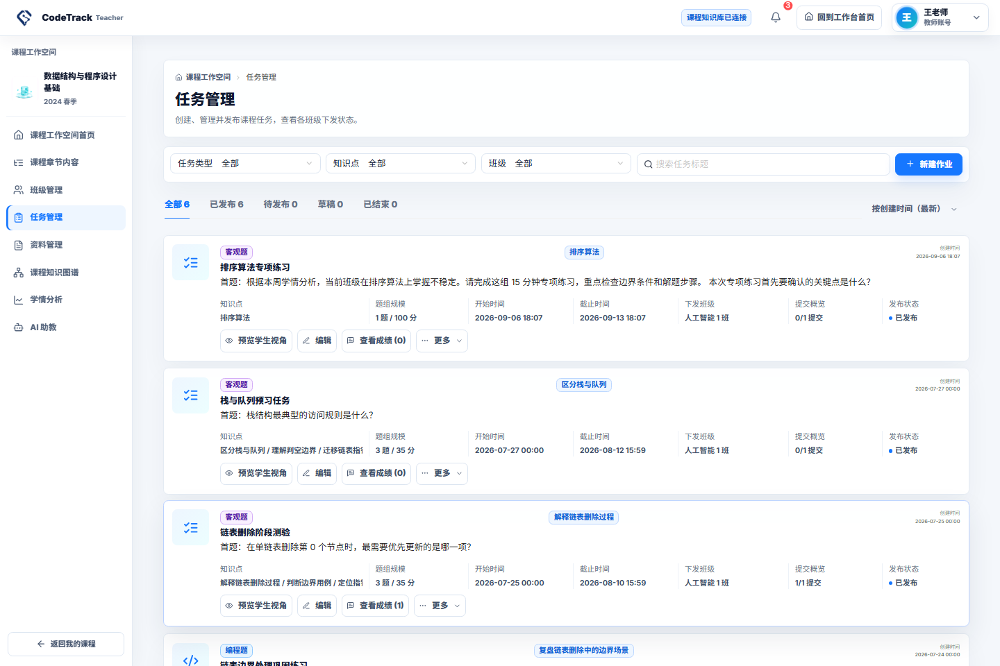 CodeTrack Teacher
课程知识库已连接
3
回到工作台首页
王
王老师
教师账号
课程工作空间
数据结构与程序设计基础
2024 春季
课程工作空间首页
课程章节内容
班级管理
任务管理
资料管理
课程知识图谱
学情分析
AI 助教
返回我的课程
课程工作空间 › 任务管理
任务管理
创建、管理并发布课程任务，查看各班级下发状态。
任务类型 全部
知识点 全部
班级 全部
搜索任务标题
+ 新建作业
全部 6 已发布 6 待发布 0 草稿 0 已结束 0
按创建时间（最新）
客观题
排序算法
创建时间
2026-09-06 18:07
排序算法专项练习
首题：根据本周学情分析，当前班级在排序算法上掌握不稳定。请完成这组 15 分钟专项练习，重点检查边界条件和解题步骤。 本次专项练习首先要确认的关键点是什么？
知识点 题组规模 开始时间 截止时间 下发班级 提交概览 发布状态
排序算法 1 题 / 100 分 2026-09-06 18:07 2026-09-13 18:07 人工智能 1 班 0/1 提交 已发布
预览学生视角 编辑 查看成绩 (0) ··· 更多
客观题
区分栈与队列
创建时间
2026-07-27 00:00
栈与队列预习任务
首题：栈结构最典型的访问规则是什么？
知识点 题组规模 开始时间 截止时间 下发班级 提交概览 发布状态
区分栈与队列 / 理解判空边界 / 迁移链表指 3 题 / 35 分 2026-07-27 00:00 2026-08-12 15:59 人工智能 1 班 0/1 提交 已发布
预览学生视角 编辑 查看成绩 (0) ··· 更多
客观题
解释链表删除过程
创建时间
2026-07-25 00:00
链表删除阶段测验
首题：在单链表删除第 0 个节点时，最需要优先更新的是哪一项？
知识点 题组规模 开始时间 截止时间 下发班级 提交概览 发布状态
解释链表删除过程 / 判断边界用例 / 定位指 3 题 / 35 分 2026-07-25 00:00 2026-08-10 15:59 人工智能 1 班 1/1 提交 已发布
预览学生视角 编辑 查看成绩 (1) ··· 更多
编程题
复盘链表删除中的边界场景
创建时间
2026-07-24 00:00
链表边界处理巩固练习